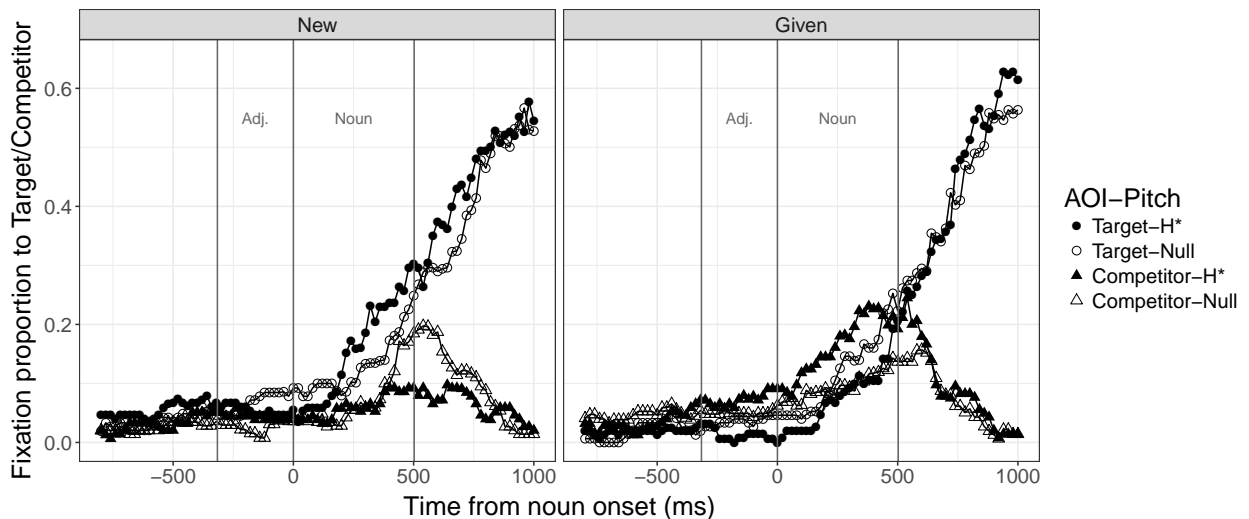 New Given
Fixation proportion to Target/Competitor
0.6
0.4
0.2
0.0
Adj. Noun
Adj. Noun
−500 0 500 1000
−500 0 500 1000
Time from noun onset (ms)
AOI−Pitch
Target−H*
Target−Null
Competitor−H*
Competitor−Null